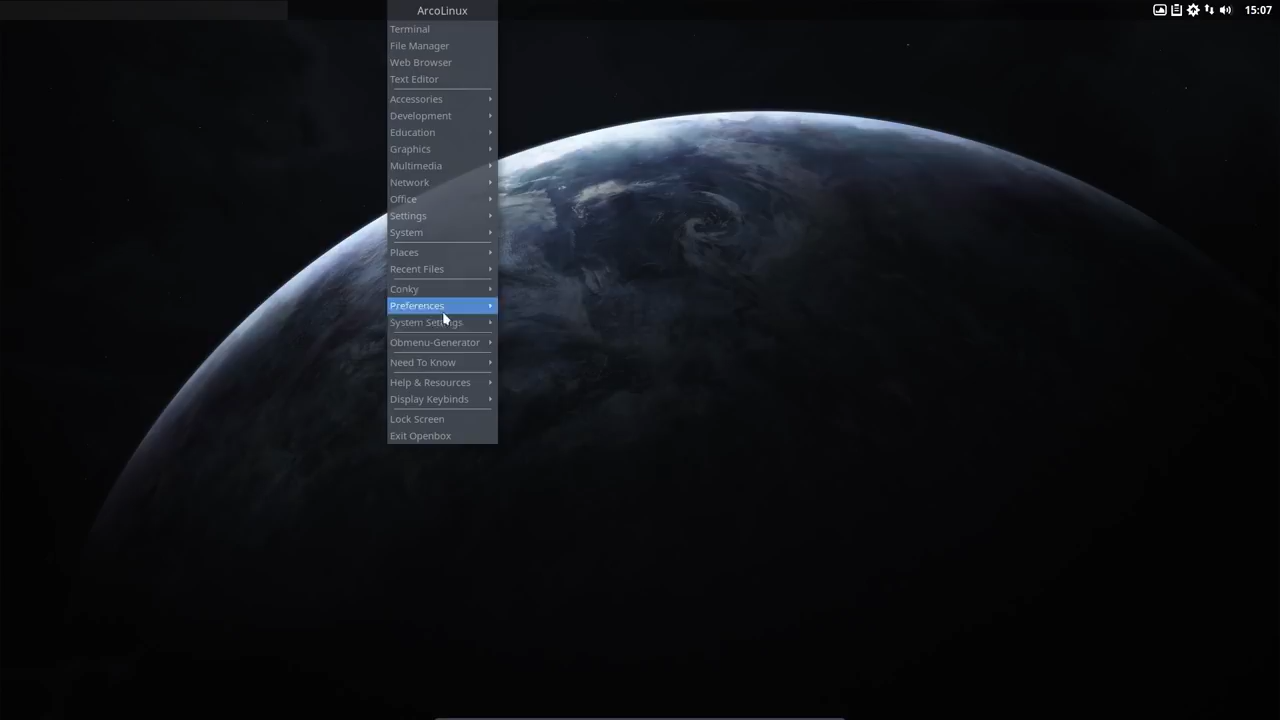 ArcoLinux
15:07
Terminal
File Manager
Web Browser
Text Editor
Accessories
Development
Education
Graphics
Multimedia
Network
Office
Settings
System
Places
Recent Files
Conky
Preferences
System Settings
Obmenu-Generator
Need To Know
Help & Resources
Display Keybinds
Lock Screen
Exit Openbox